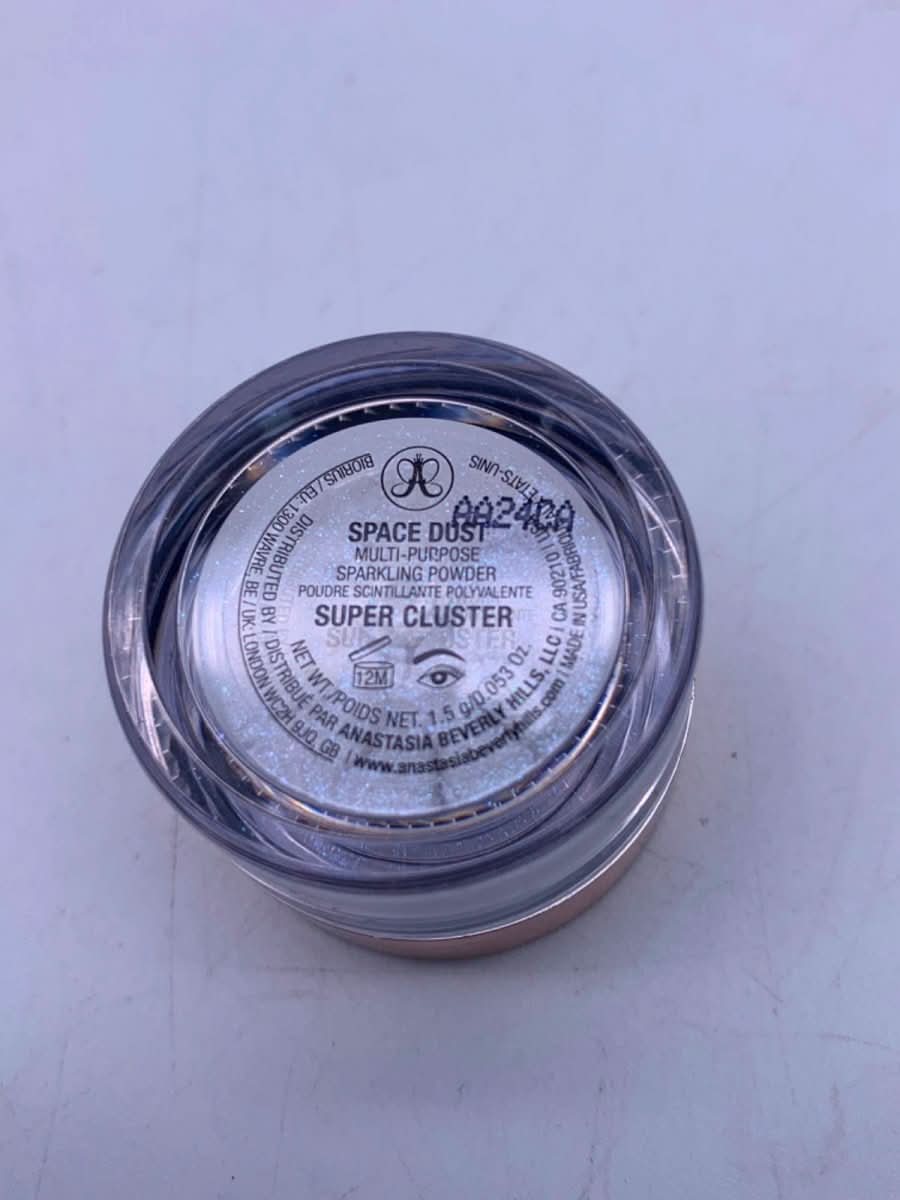 SPACE DUST
MULTI-PURPOSE
SPARKLING POWDER
POUDRE SCINTILLANTE POLYVALENTE
SUPER CLUSTER
12M
NET WT./POIDS NET. 1.5 g/0.053 Oz.
DISTRIBUTED BY / DISTRIBUÉ PAR ANASTASIA BEVERLY HILLS, LLC | CA 90210
BIORIUS / EU: 1300 WAVRE, BE / UK: LONDON WC2H 9JQ, GB | www.anastasiabeverlyhills.com | MADE IN USA/FABRIQUÉ ÉTATS-UNIS